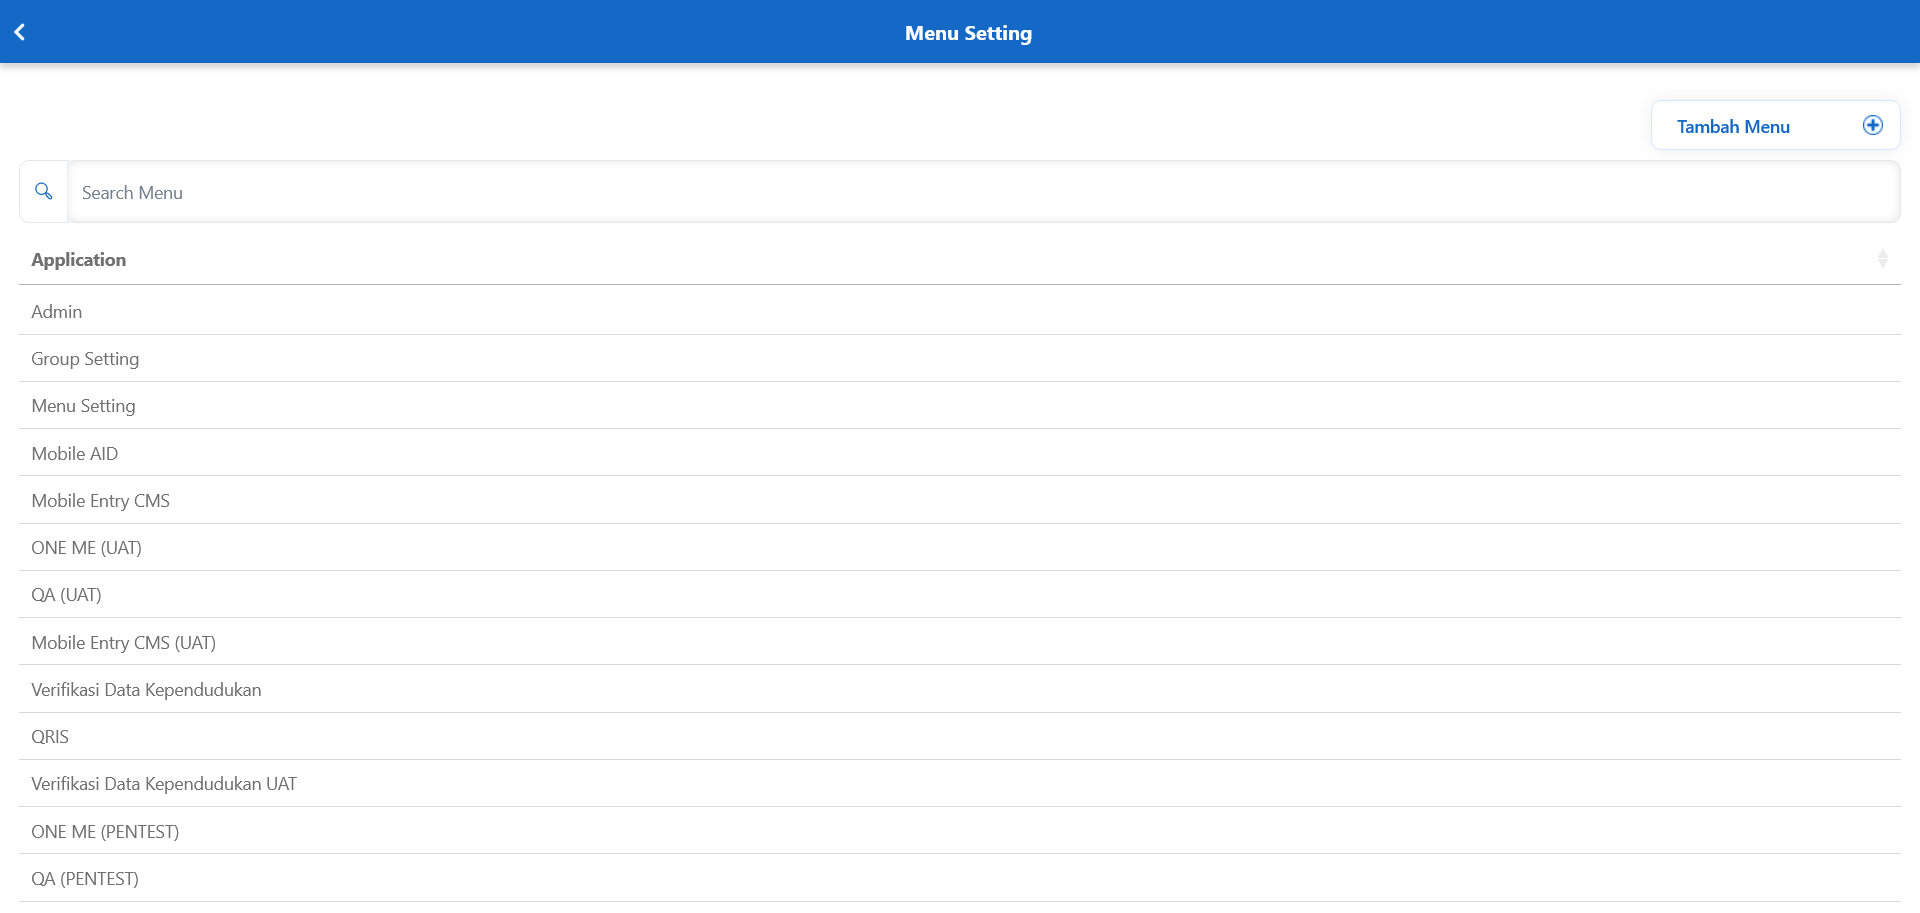 Menu Setting
Tambah Menu
Search Menu
Application
Admin
Group Setting
Menu Setting
Mobile AID
Mobile Entry CMS
ONE ME (UAT)
QA (UAT)
Mobile Entry CMS (UAT)
Verifikasi Data Kependudukan
QRIS
Verifikasi Data Kependudukan UAT
ONE ME (PENTEST)
QA (PENTEST)